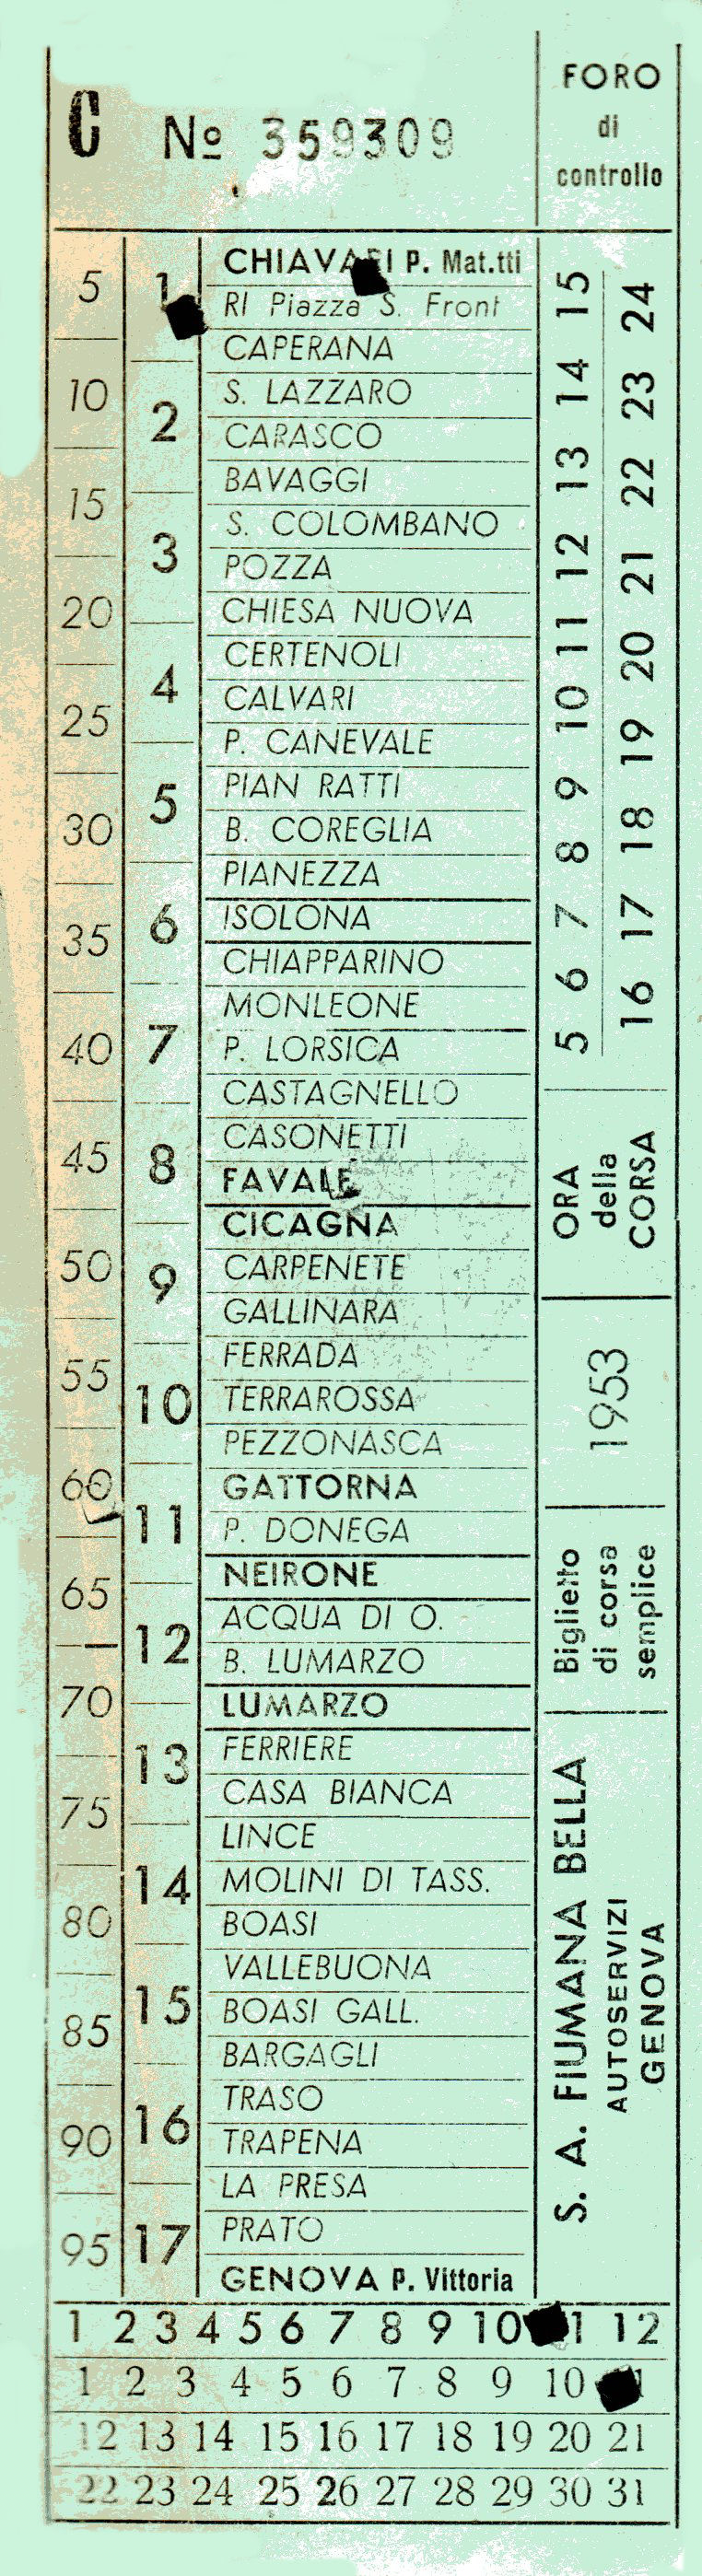 C Nº 359309
FORO
di
controllo
5
10
15
20
25
30
35
40
45
50
55
60
65
70
75
80
85
90
95
1
2
3
4
5
6
7
8
9
10
11
12
13
14
15
16
17
CHIAVARI P. Mat.tti
RI Piazza S. Front
CAPERANA
S. LAZZARO
CARASCO
BAVAGGI
S. COLOMBANO
POZZA
CHIESA NUOVA
CERTENOLI
CALVARI
P. CANEVALE
PIAN RATTI
B. COREGLIA
PIANEZZA
ISOLONA
CHIAPPARINO
MONLEONE
P. LORSICA
CASTAGNELLO
CASONETTI
FAVALE
CICAGNA
CARPENETE
GALLINARA
FERRADA
TERRAROSSA
PEZZONASCA
GATTORNA
P. DONEGA
NEIRONE
ACQUA DI O.
B. LUMARZO
LUMARZO
FERRIERE
CASA BIANCA
LINCE
MOLINI DI TASS.
BOASI
VALLEBUONA
BOASI GALL.
BARGAGLI
TRASO
TRAPENA
LA PRESA
PRATO
GENOVA P. Vittoria
S. A. FIUMANA BELLA
AUTOSERVIZI
GENOVA
Biglietto
di corsa
semplice
1953
ORA
della
CORSA
5 6 7 8 9 10 11 12 13 14 15
16 17 18 19 20 21 22 23 24
1 2 3 4 5 6 7 8 9 10 11 12
1 2 3 4 5 6 7 8 9 10 11
12 13 14 15 16 17 18 19 20 21
22 23 24 25 26 27 28 29 30 31